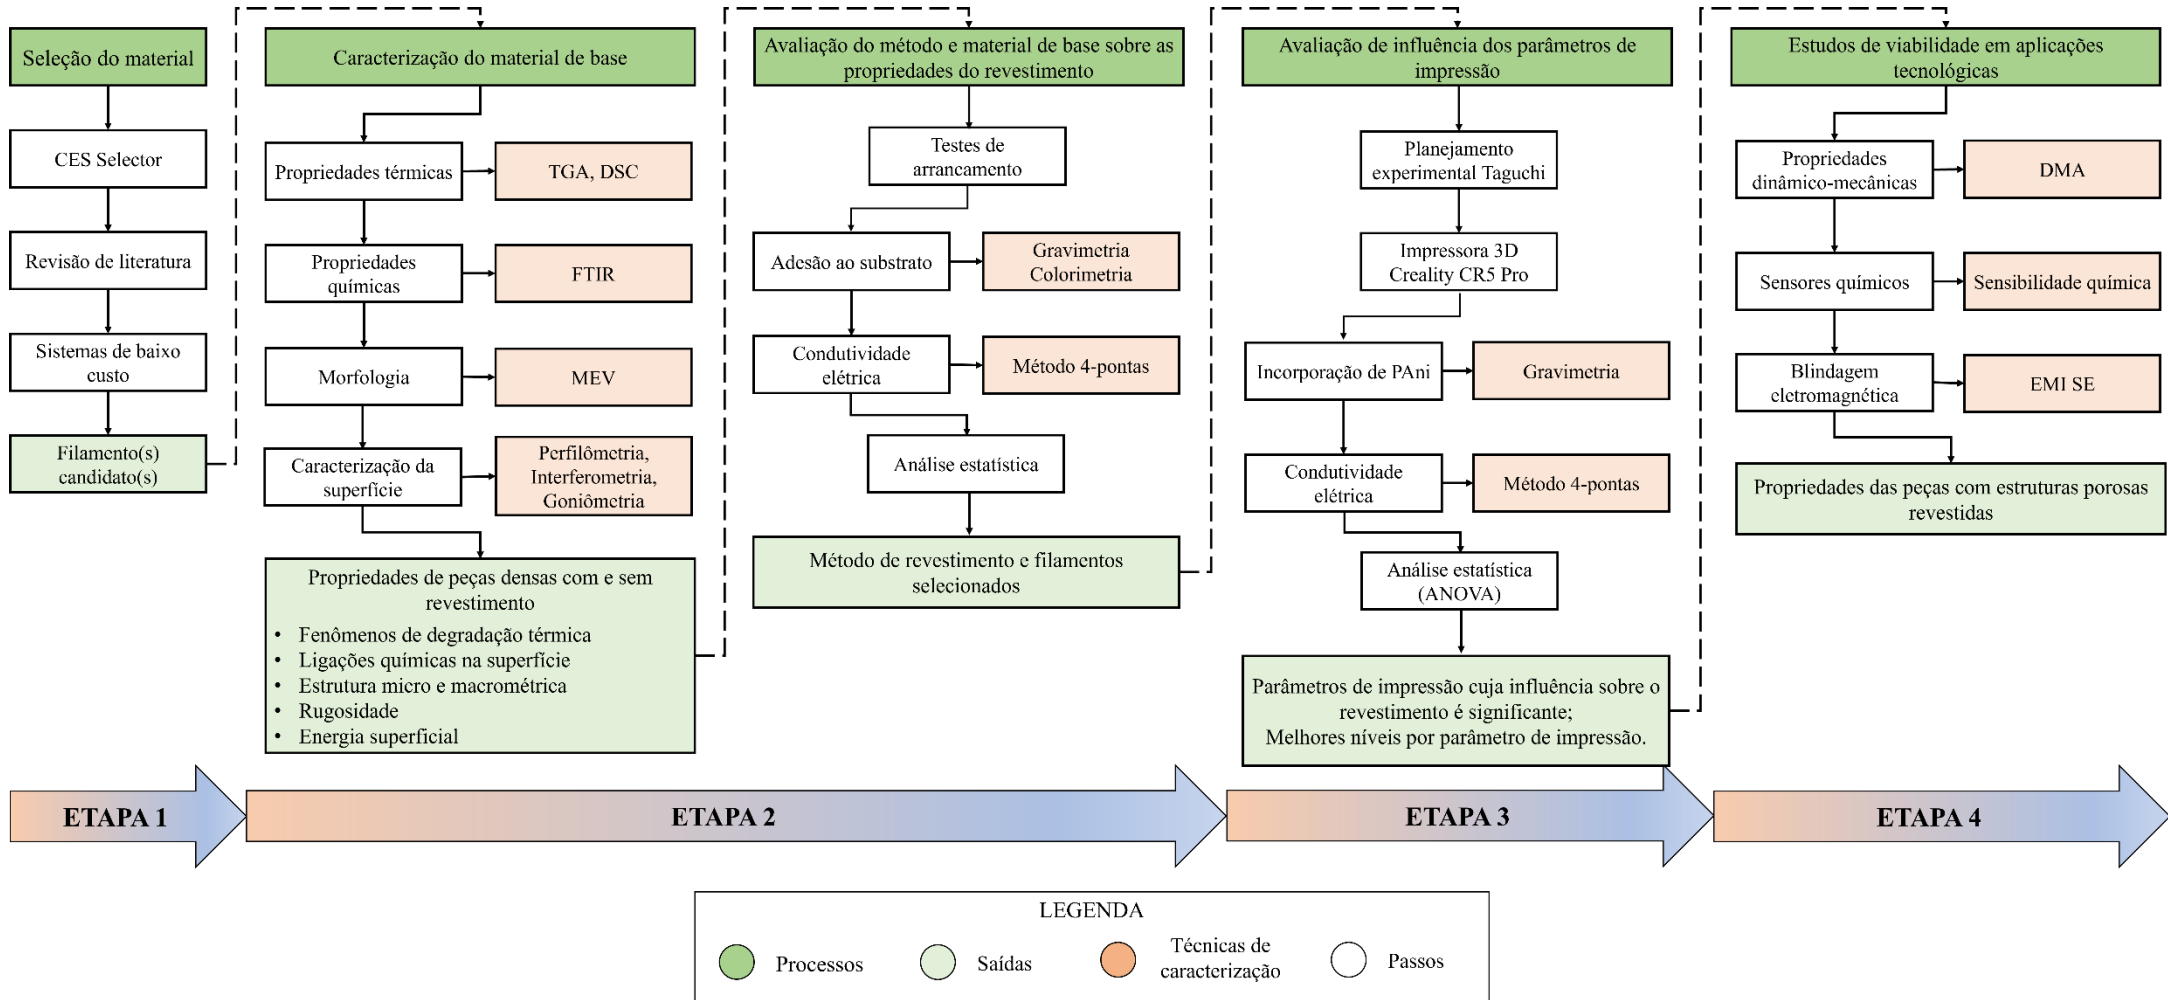 Seleção do material
CES Selector
Revisão de literatura
Sistemas de baixo
custo
Filamento(s)
candidato(s)
Caracterização do material de base
Propriedades térmicas
TGA, DSC
Propriedades
químicas
FTIR
Morfologia
MEV
Caracterização da
superfície
Perfilômetria,
Interferometria,
Goniômetria
Propriedades de peças densas com e sem
revestimento
• Fenômenos de degradação térmica
• Ligações químicas na superfície
• Estrutura micro e macrométrica
• Rugosidade
• Energia superficial
Avaliação do método e material de base sobre as
propriedades do revestimento
Testes de
arrancamento
Adesão ao substrato
Gravimetria
Colorimetria
Condutividade
elétrica
Método 4-pontas
Análise estatística
Método de revestimento e filamentos
selecionados
Avaliação de influência dos parâmetros de
impressão
Planejamento
experimental Taguchi
Impressora 3D
Creality CR5 Pro
Incorporação de PAni
Gravimetria
Condutividade
elétrica
Método 4-pontas
Análise estatística
(ANOVA)
Parâmetros de impressão cuja influência sobre o
revestimento é significante;
Melhores níveis por parâmetro de impressão.
Estudos de viabilidade em aplicações
tecnológicas
Propriedades
dinâmico-mecânicas
DMA
Sensores químicos
Sensibilidade química
Blindagem
eletromagnética
EMI SE
Propriedades das peças com estruturas porosas
revestidas
ETAPA 1
ETAPA 2
ETAPA 3
ETAPA 4
LEGENDA
Processos
Saídas
Técnicas de
caracterização
Passos